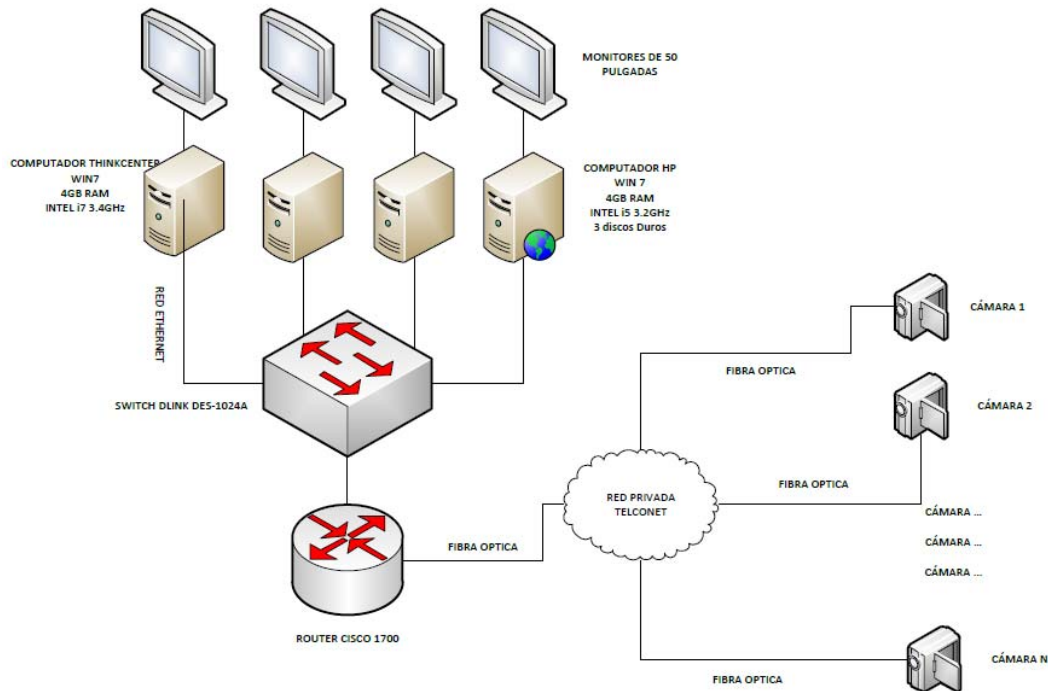 MONITORES DE 50
PULGADAS
COMPUTADOR THINKCENTER
WIN7
4GB RAM
INTEL i7 3.4GHz
COMPUTADOR HP
WIN 7
4GB RAM
INTEL i5 3.2GHz
3 discos Duros
RED ETHERNET
SWITCH DLINK DES-1024A
CÁMARA 1
FIBRA OPTICA
CÁMARA 2
RED PRIVADA
TELCONET
FIBRA OPTICA
CÁMARA ...
CÁMARA ...
CÁMARA ...
FIBRA OPTICA
ROUTER CISCO 1700
CÁMARA N
FIBRA OPTICA